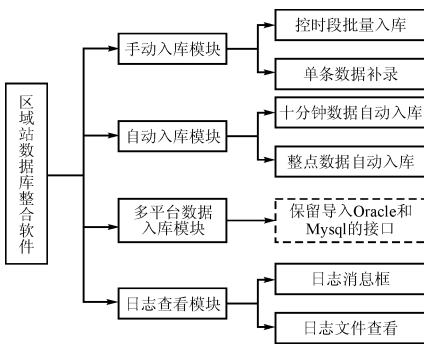 区域站数据库整合软件
手动入库模块
控时段批量入库
单条数据补录
自动入库模块
十分钟数据自动入库
整点数据自动入库
多平台数据
入库模块
保留导入Oracle和
Mysql的接口
日志查看模块
日志消息框
日志文件查看